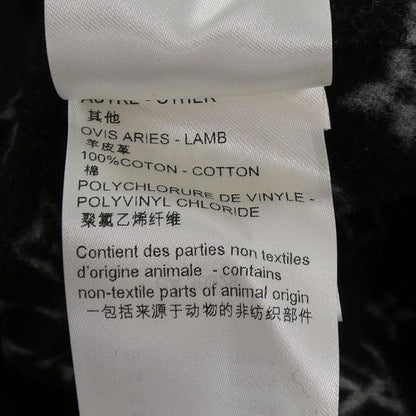 AUTRE - OTHER
其他
OVIS ARIES - LAMB
羊皮革
100%COTON - COTTON
棉
POLYCHLORURE DE VINYLE -
POLYVINYL CHLORIDE
聚氯乙烯纤维
Contient des parties non textiles
d'origine animale - contains
non-textile parts of animal origin
一包括来源于动物的非纺织部件